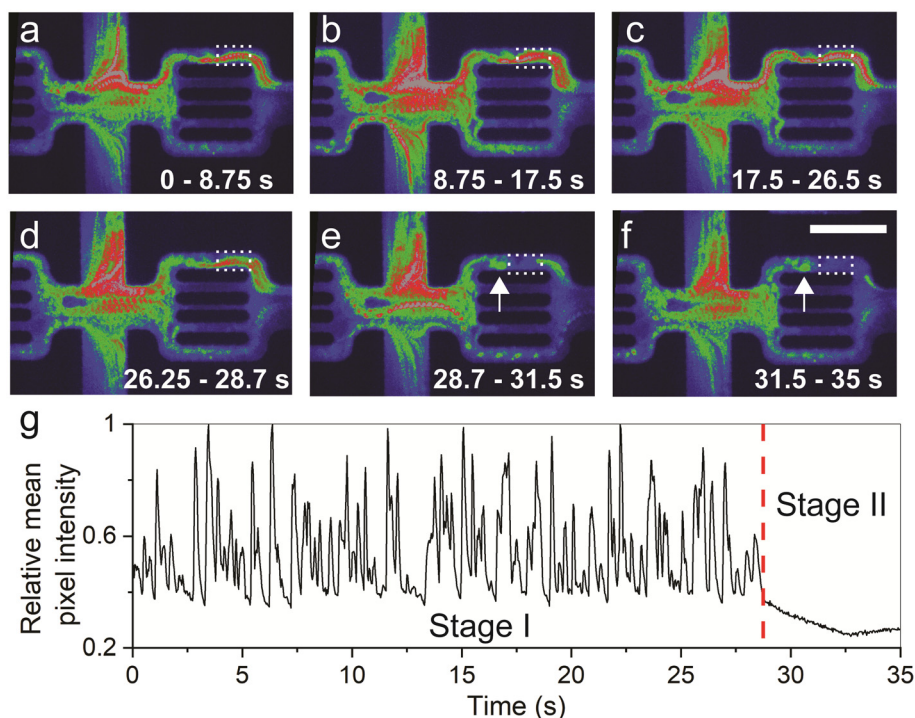 a
b
c
0 - 8.75 s
8.75 - 17.5 s
17.5 - 26.5 s
d
e
f
26.25 - 28.7 s
28.7 - 31.5 s
31.5 - 35 s
g
Relative mean
pixel intensity
1
0.6
0.2
Stage I
Stage II
0
5
10
15
20
25
30
35
Time (s)